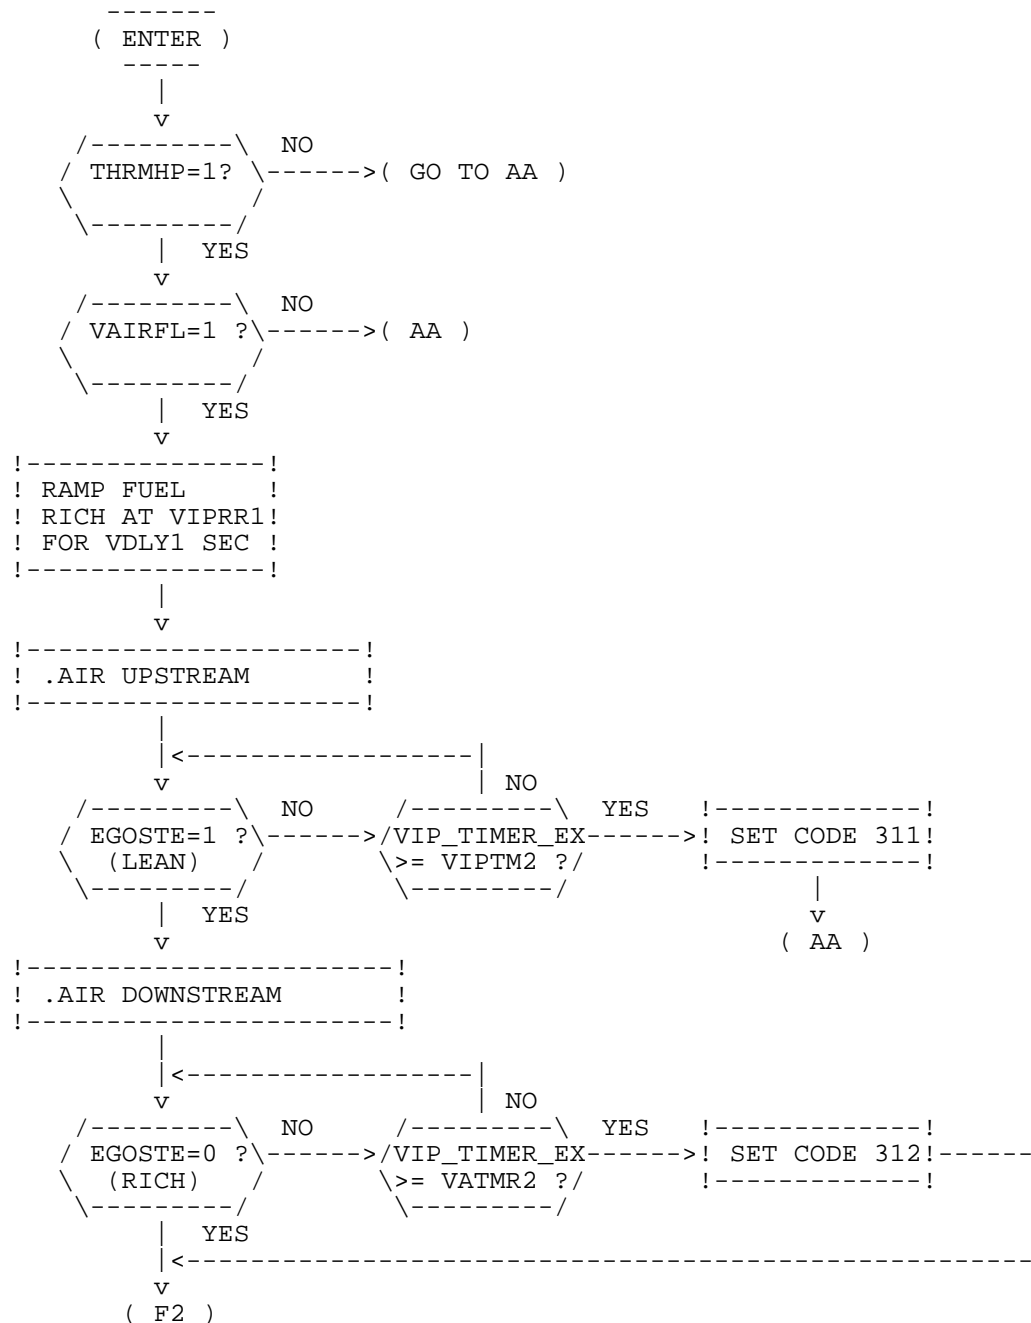 ( ENTER )
NO
THRMHP=1? ------>( GO TO AA )
YES
NO
VAIRFL=1 ? ------>( AA )
YES
RAMP FUEL
RICH AT VIPRR1
FOR VDLY1 SEC
.AIR UPSTREAM
NO
NO YES
EGOSTE=1 ? VIP_TIMER_EX SET CODE 311
(LEAN) >= VIPTM2 ?
YES
( AA )
.AIR DOWNSTREAM
NO
NO YES
EGOSTE=0 ? VIP_TIMER_EX SET CODE 312
(RICH) >= VATMR2 ?
YES
( F2 )